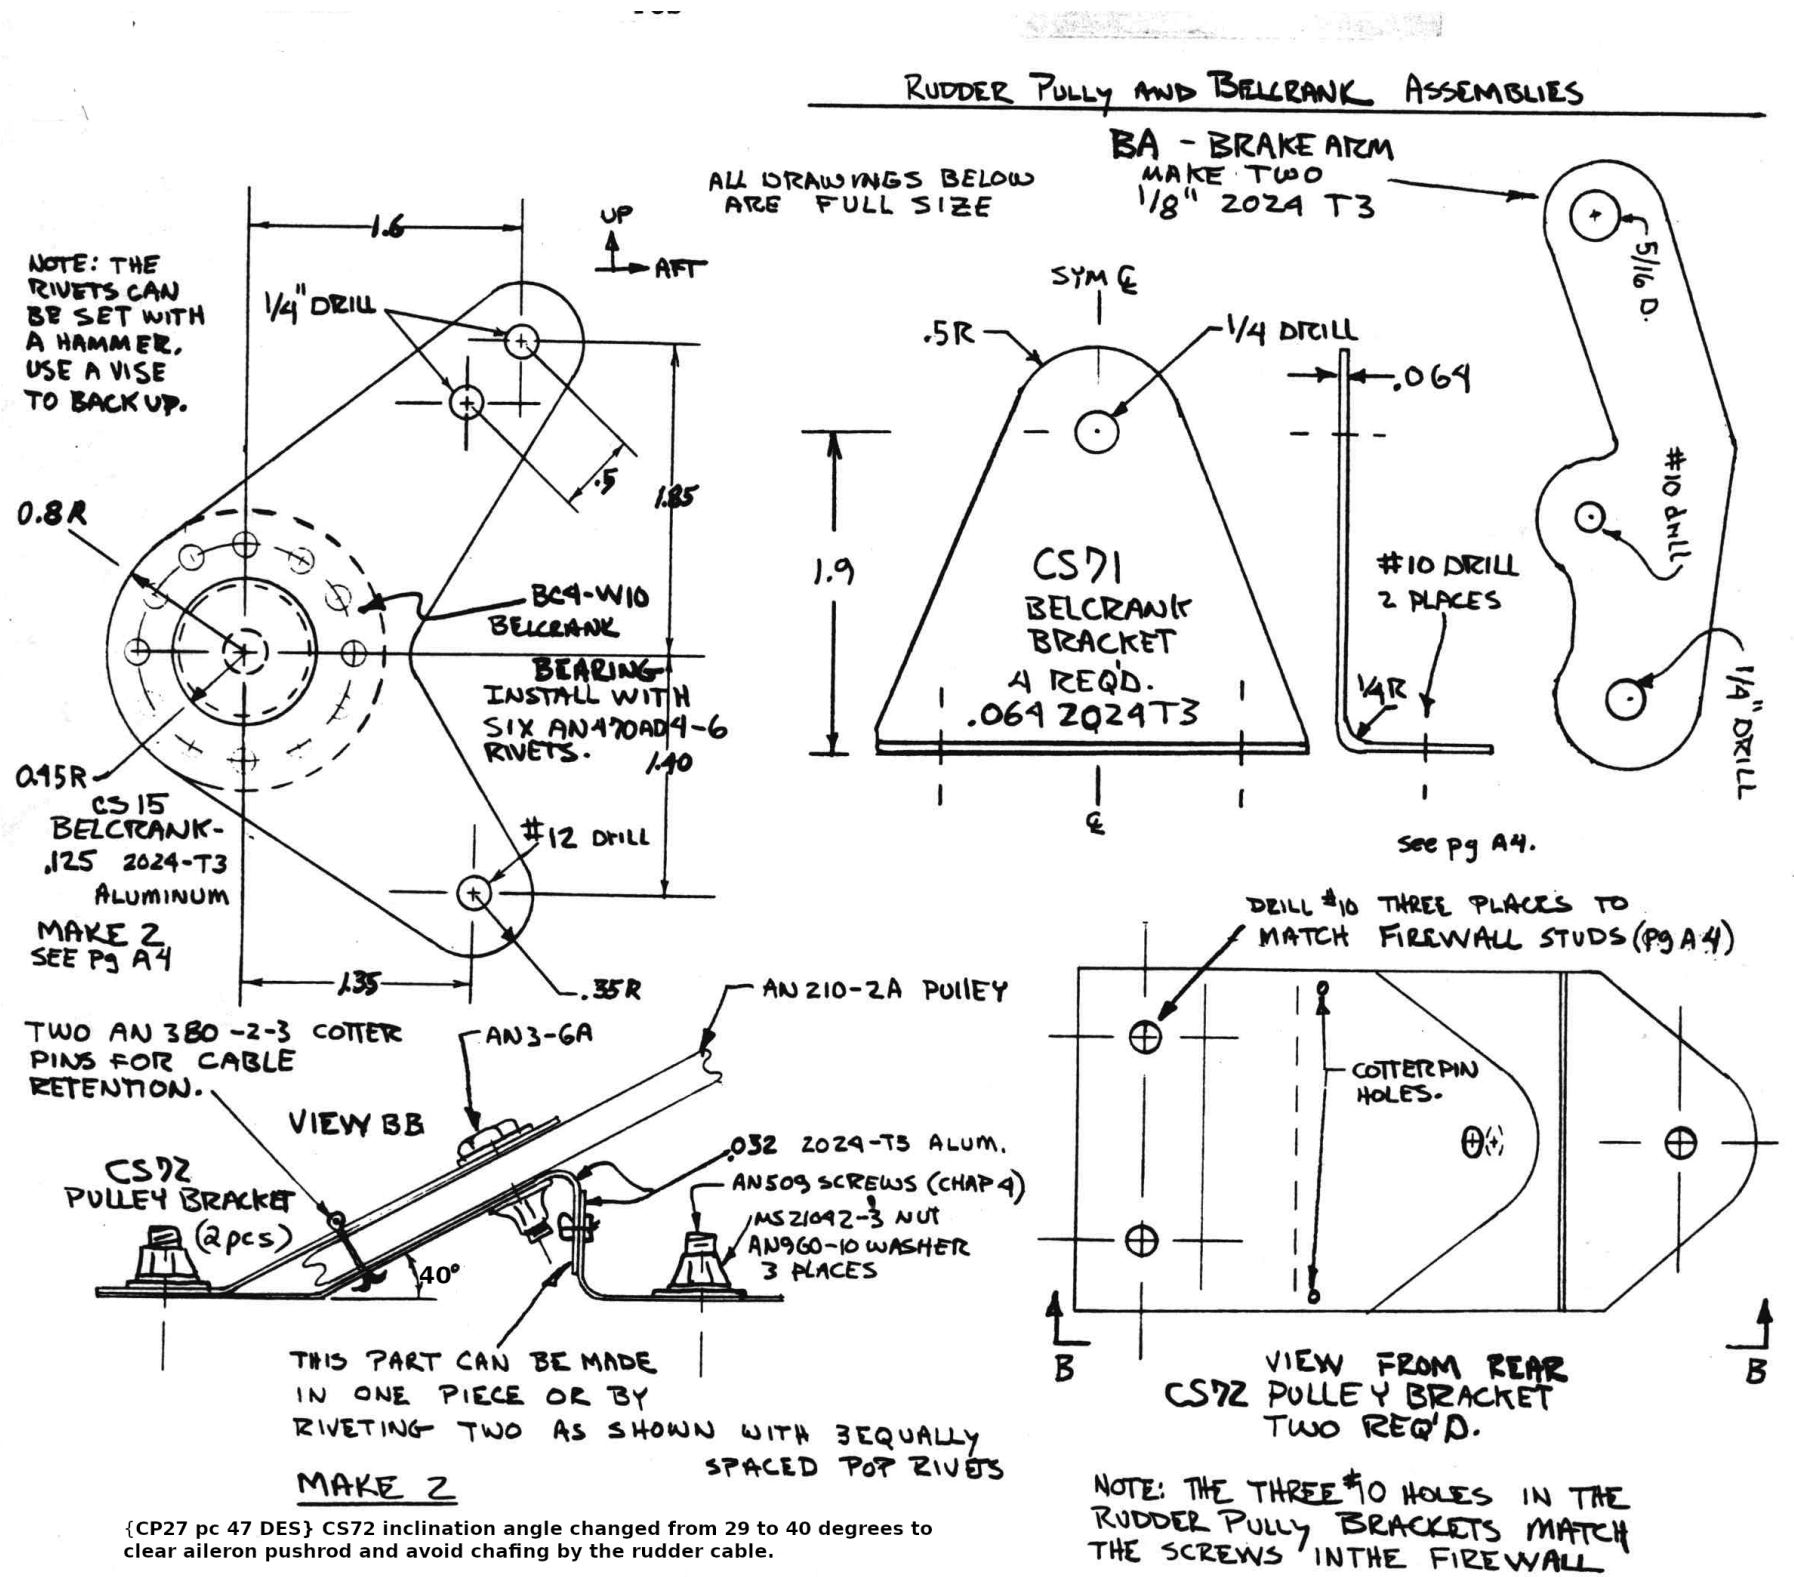 RUDDER PULLY AND BELCRANK ASSEMBLIES
BA - BRAKE ARM
MAKE TWO
1/8" 2024 T3
ALL DRAWINGS BELOW
ARE FULL SIZE
UP
AFT
1.6
NOTE: THE
RIVETS CAN
BE SET WITH
A HAMMER.
USE A VISE
TO BACK UP.
1/4" DRILL
.5
1.85
0.8R
BC4-W10
BELCRANK
BEARING
INSTALL WITH
SIX AN470AD4-6
RIVETS.
1.40
0.45R
CS15
BELCRANK-
.125 2024-T3
ALUMINUM
MAKE 2
SEE Pg A4
#12 DRILL
1.35
.35R
SYM ℄
.5R
1/4 DRILL
1.9
CS71
BELCRANK
BRACKET
4 REQ'D.
.064 2024T3
℄
.064
#10 DRILL
2 PLACES
1/4R
5/16 D.
#10 drill
1/4" DRILL
see pg A4.
TWO AN 380-2-3 COTTER
PINS FOR CABLE
RETENTION.
VIEW BB
AN3-6A
AN210-2A PULLEY
CS72
PULLEY BRACKET
(2pcs)
40°
.032 2024-T3 ALUM.
AN509 SCREWS (CHAP 4)
MS21042-3 NUT
AN960-10 WASHER
3 PLACES
THIS PART CAN BE MADE
IN ONE PIECE OR BY
RIVETING TWO AS SHOWN WITH 3 EQUALLY
SPACED POP RIVETS
MAKE 2
{CP27 pc 47 DES} CS72 inclination angle changed from 29 to 40 degrees to
clear aileron pushrod and avoid chafing by the rudder cable.
DRILL #10 THREE PLACES TO
MATCH FIREWALL STUDS (pg A4)
COTTER PIN
HOLES.
B
B
VIEW FROM REAR
CS72 PULLEY BRACKET
TWO REQ'D.
NOTE: THE THREE #10 HOLES IN THE
RUDDER PULLY BRACKETS MATCH
THE SCREWS IN THE FIREWALL